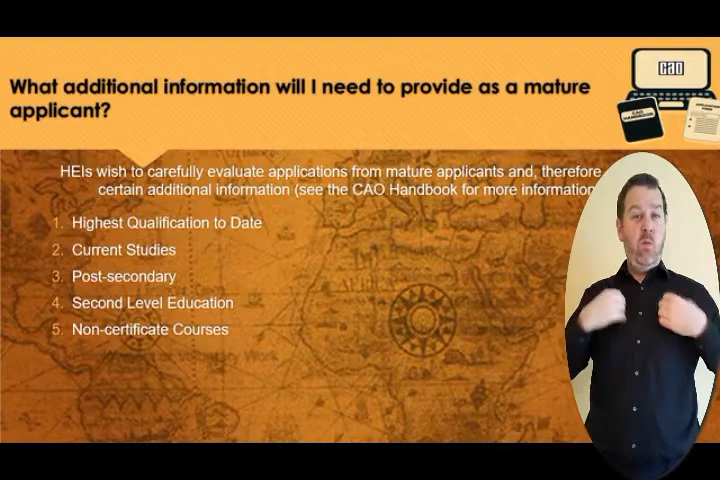 What additional information will I need to provide as a mature
applicant?
cao
CAO
HANDBOOK
HEIs wish to carefully evaluate applications from mature applicants and, therefore
certain additional information (see the CAO Handbook for more information
1. Highest Qualification to Date
2. Current Studies
3. Post-secondary
4. Second Level Education
5. Non-certificate Courses